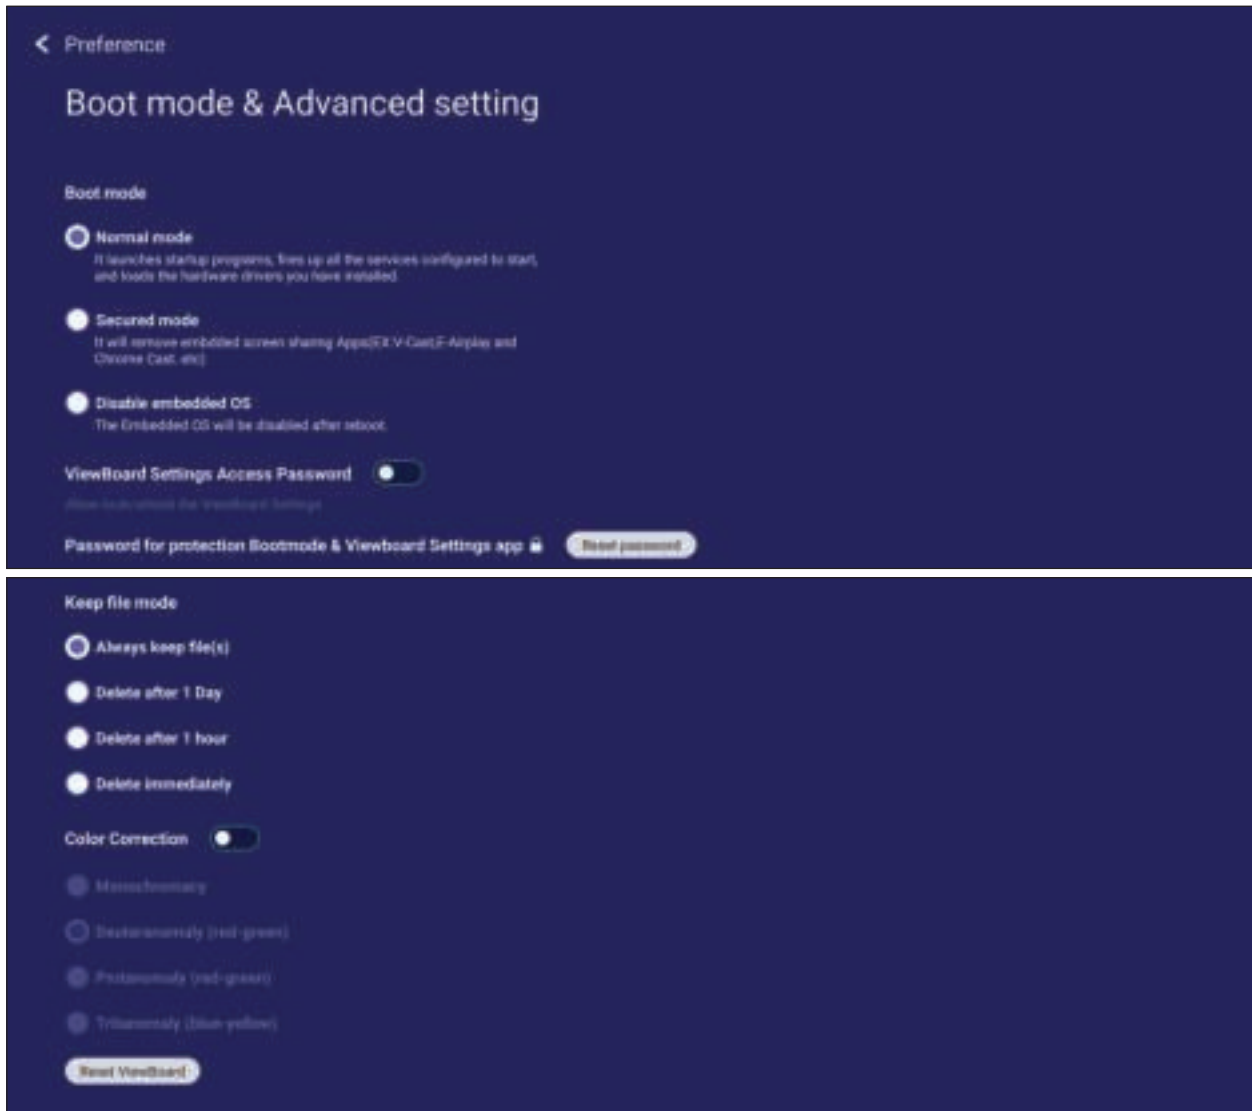 Preference
Boot mode & Advanced setting
Boot mode
Normal mode
It launches startup programs, fires up all the services configured to start,
and loads the hardware drivers you have installed.
Secured mode
It will remove embdded screen sharing Apps(EX:V-Cast,E-Airplay and
Chrome Cast. etc)
Disable embedded OS
The Embedded OS will be disabled after reboot.
ViewBoard Settings Access Password
the ViewBoard Settings
Password for protection Bootmode & Viewboard Settings app
Reset password
Keep file mode
Always keep file(s)
Delete after 1 Day
Delete after 1 hour
Delete immediately
Color Correction
Monochromacy
Deuteranomaly (red-green)
Protanomaly (red-green)
Tritanomaly (blue-yellow)
Reset ViewBoard